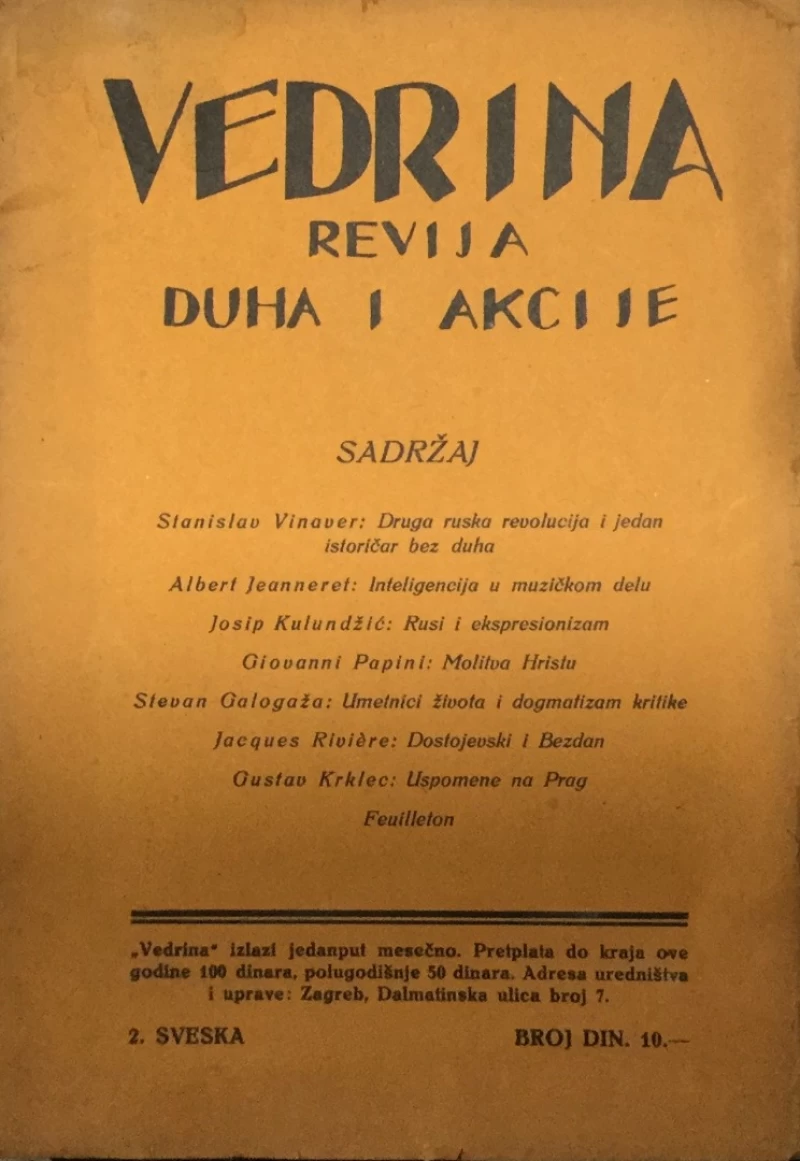 VEDRINA
REVIJA
DUHA I AKCIJE
SADRŽAJ
Stanislav Vinaver: Druga ruska revolucija i jedan
istoričar bez duha
Albert Jeanneret: Inteligencija u muzičkom delu
Josip Kulundžić: Rusi i ekspresionizam
Giovanni Papini: Molitva Hristu
Stevan Galogaža: Umetnici života i dogmatizam kritike
Jacques Rivière: Dostojevski i Bezdan
Gustav Krklec: Uspomene na Prag
Feuilleton
„Vedrina“ izlazi jedanput mesečno. Pretplata do kraja ove
godine 100 dinara, polugodišnje 50 dinara. Adresa uredništva
i uprave: Zagreb, Dalmatinska ulica broj 7.
2. SVESKA BROJ DIN. 10.—